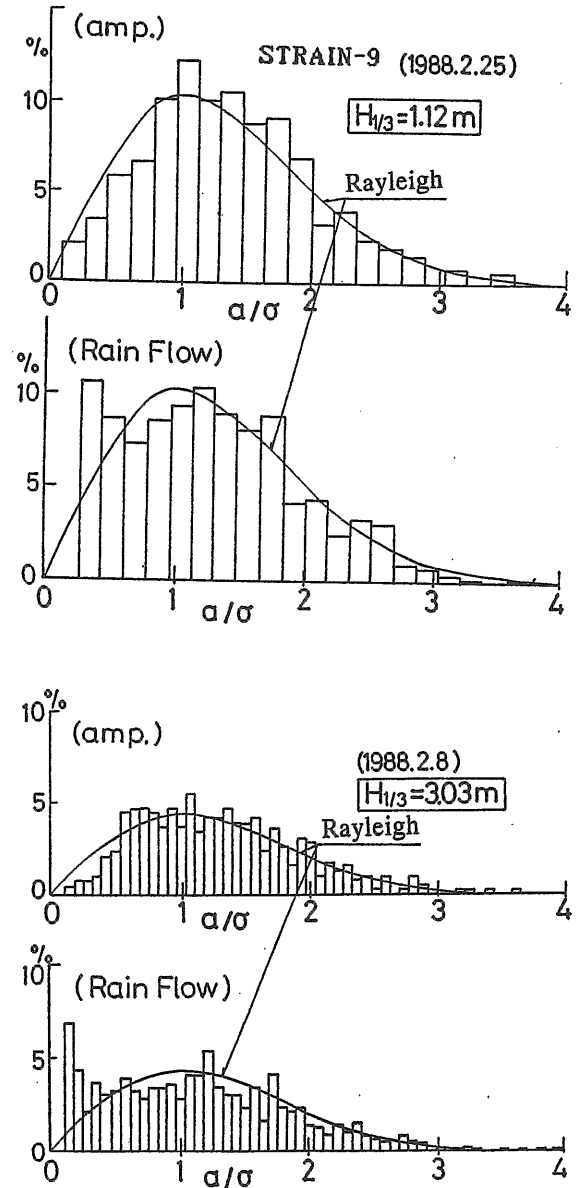 (amp.)
%
STRAIN-9 (1988.2.25)
10
H1/3=1.12m
Rayleigh
5
0
0 1 2 3 4
a/σ
(Rain Flow)
%
10
5
0
0 1 2 3 4
a/σ
10%
(amp.)
(1988.2.8)
H1/3=3.03m
5
Rayleigh
0
0 1 2 3 4
a/σ
%
10
(Rain Flow)
5
0
0 1 2 3 4
a/σ